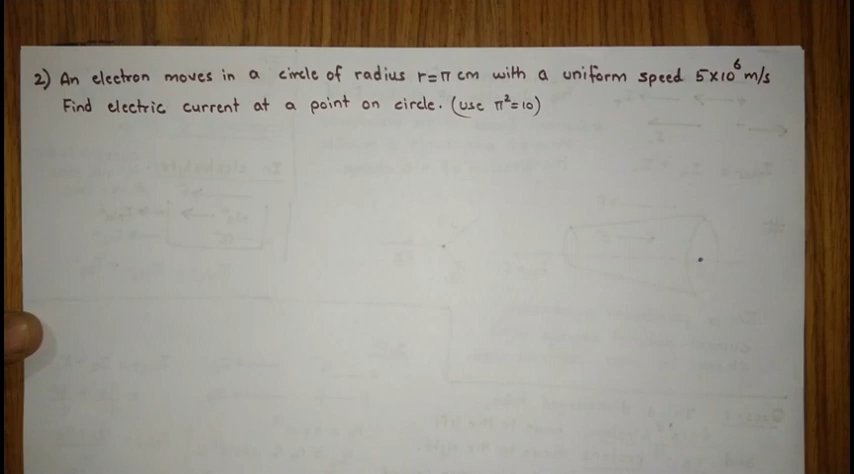 2) An electron moves in a circle of radius r=π cm with a uniform speed 5×10⁶ m/s
Find electric current at a point on circle. (use π²=10)